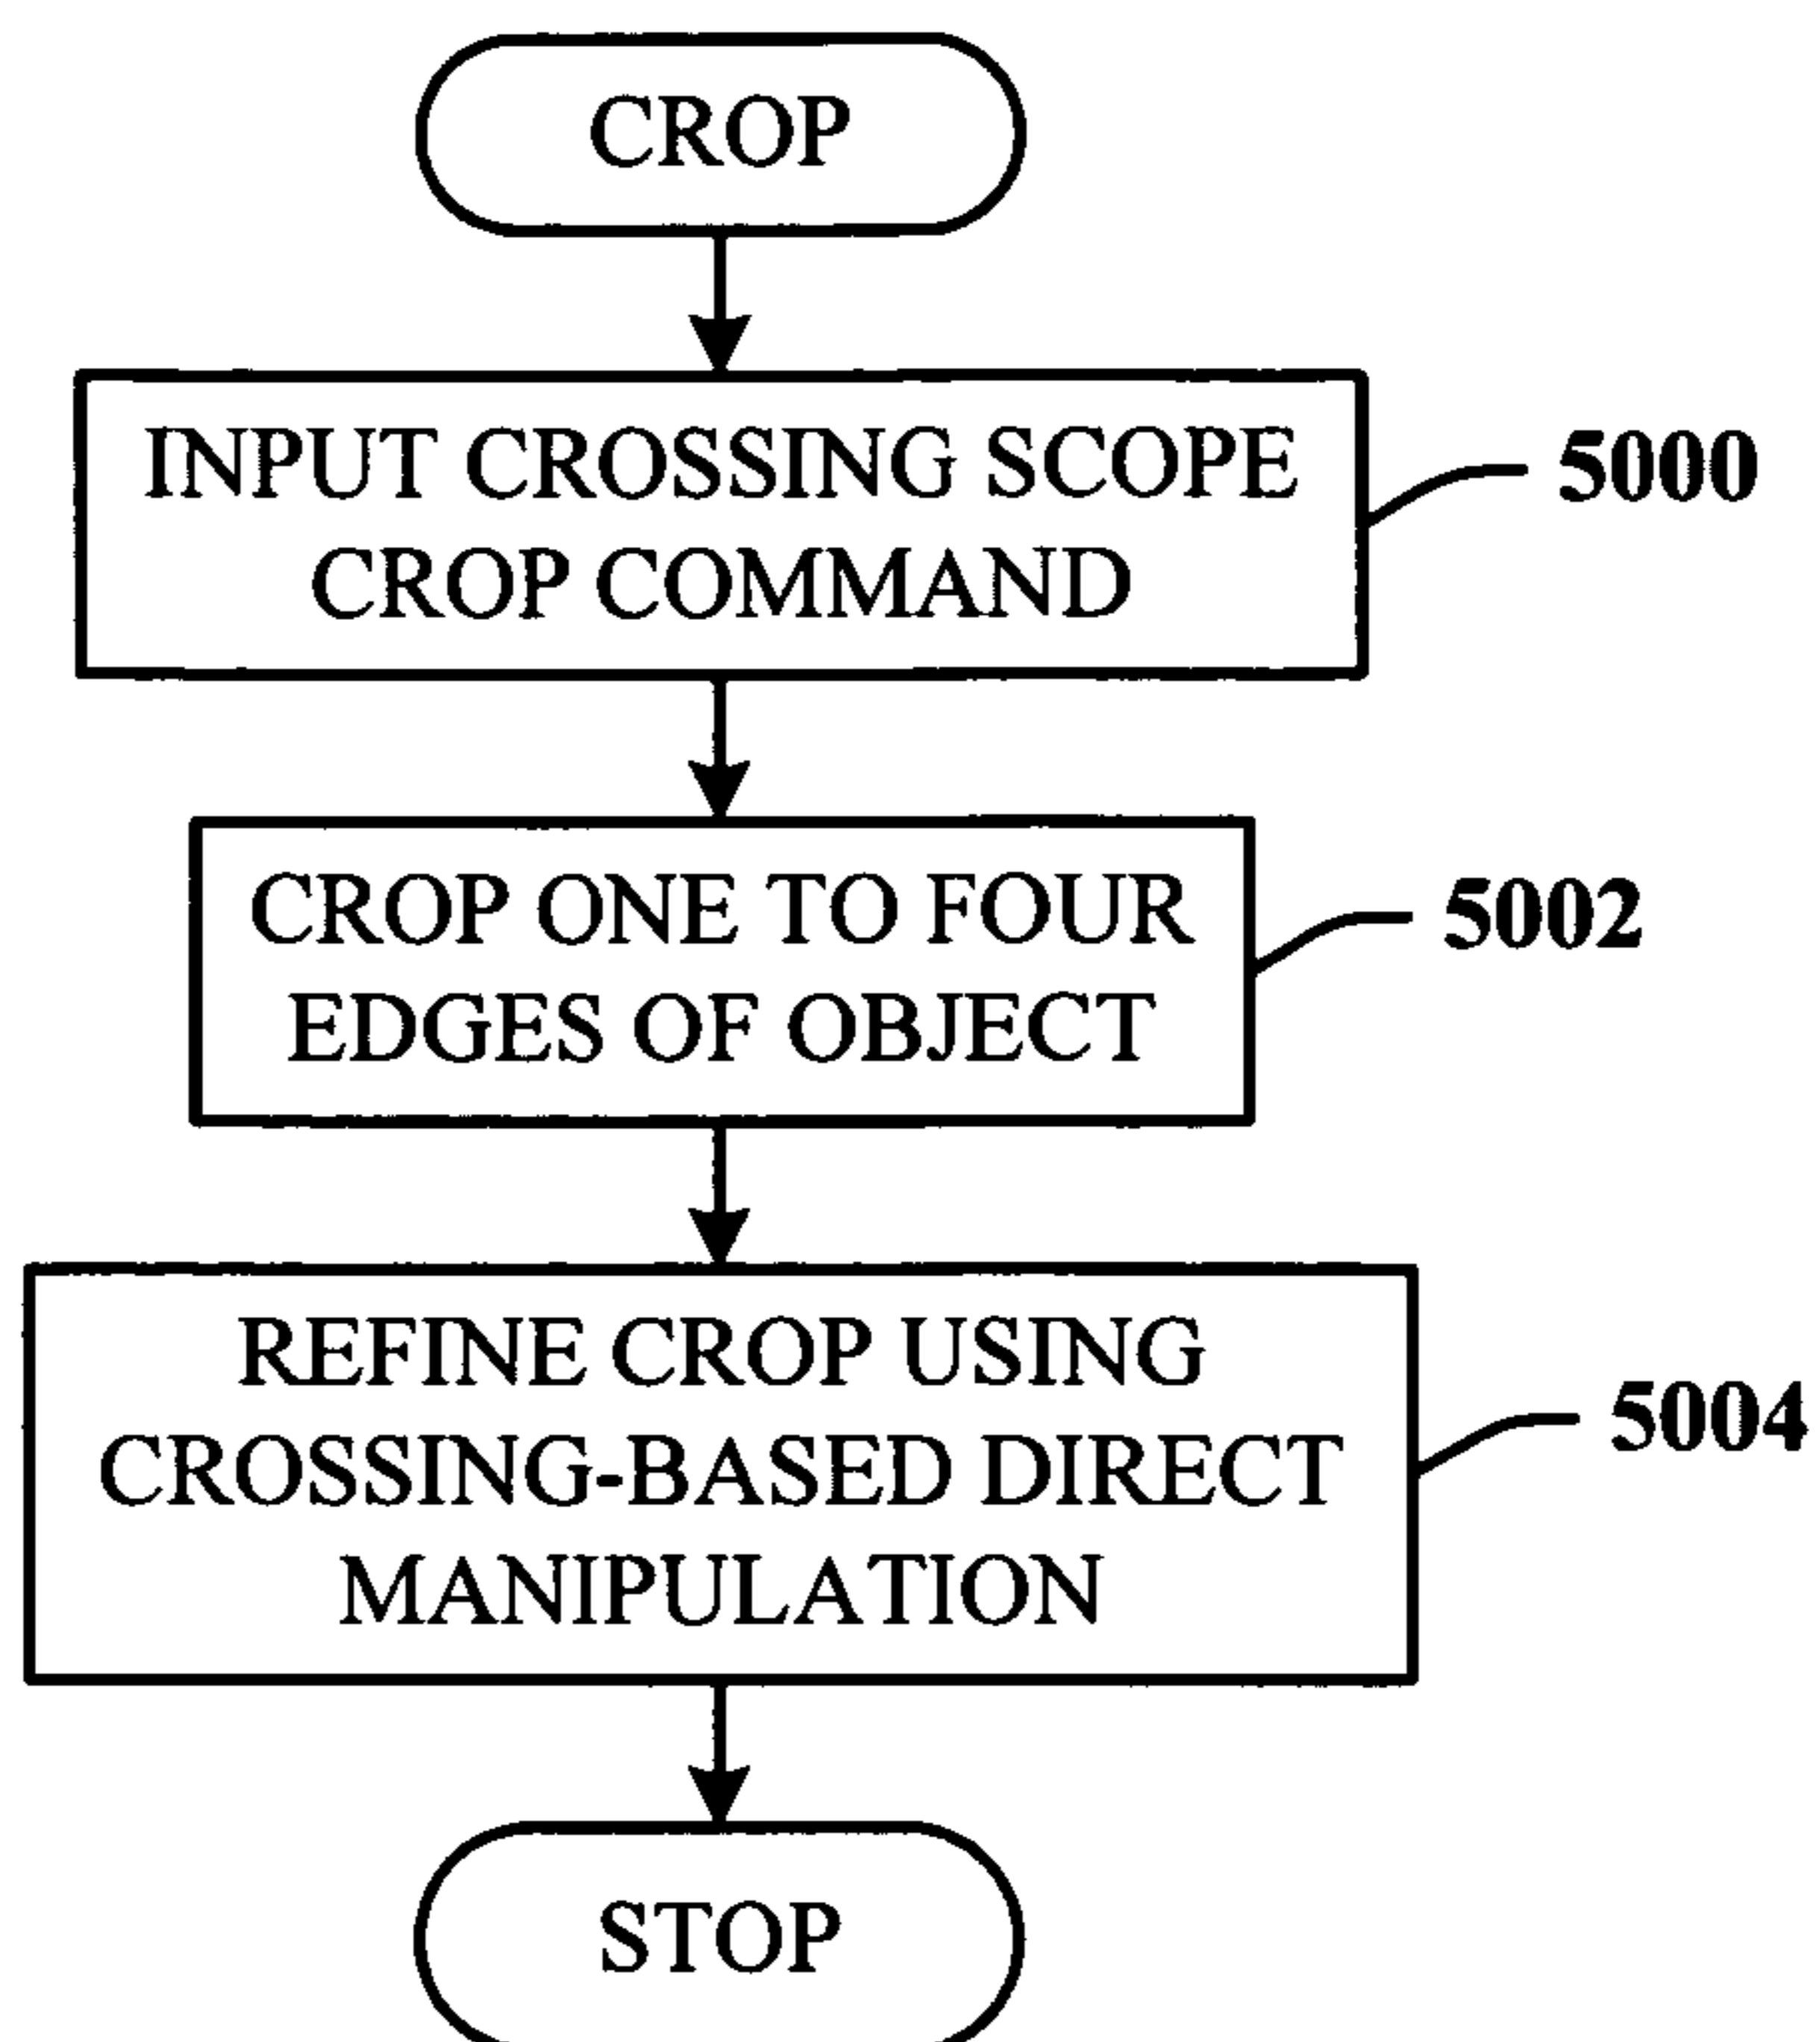 CROP
INPUT CROSSING SCOPE
CROP COMMAND
5000
CROP ONE TO FOUR
EDGES OF OBJECT
5002
REFINE CROP USING
CROSSING-BASED DIRECT
MANIPULATION
5004
STOP